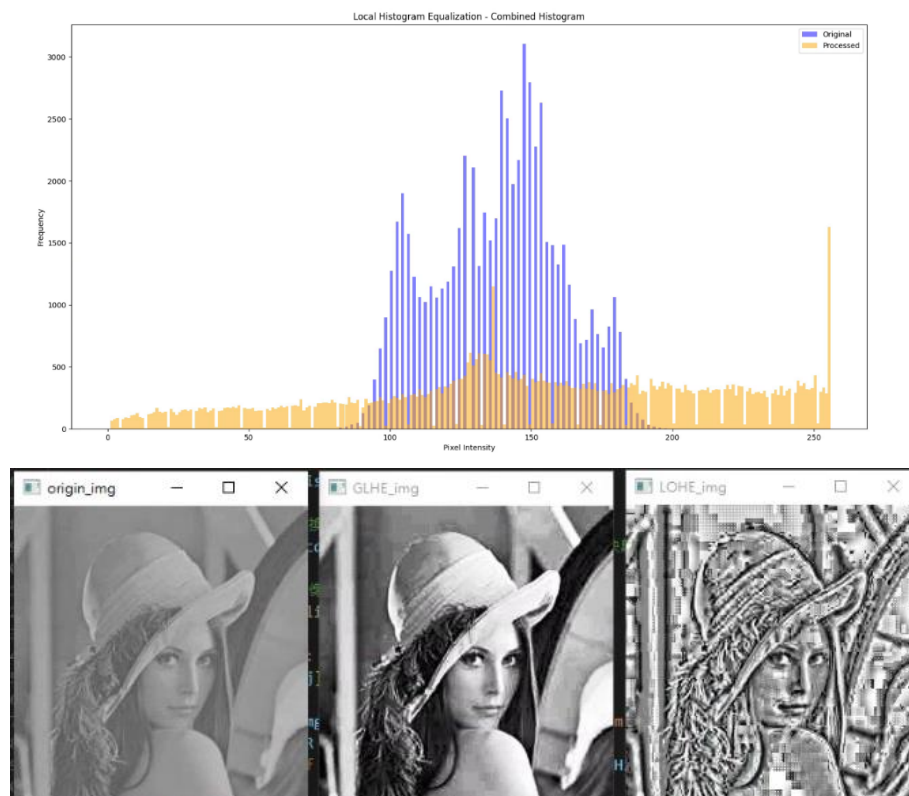 Local Histogram Equalization - Combined Histogram
Original
Processed
Frequency
3000
2500
2000
1500
1000
500
0
0 50 100 150 200 250
Pixel Intensity
origin_img
GLHE_img
LOHE_img